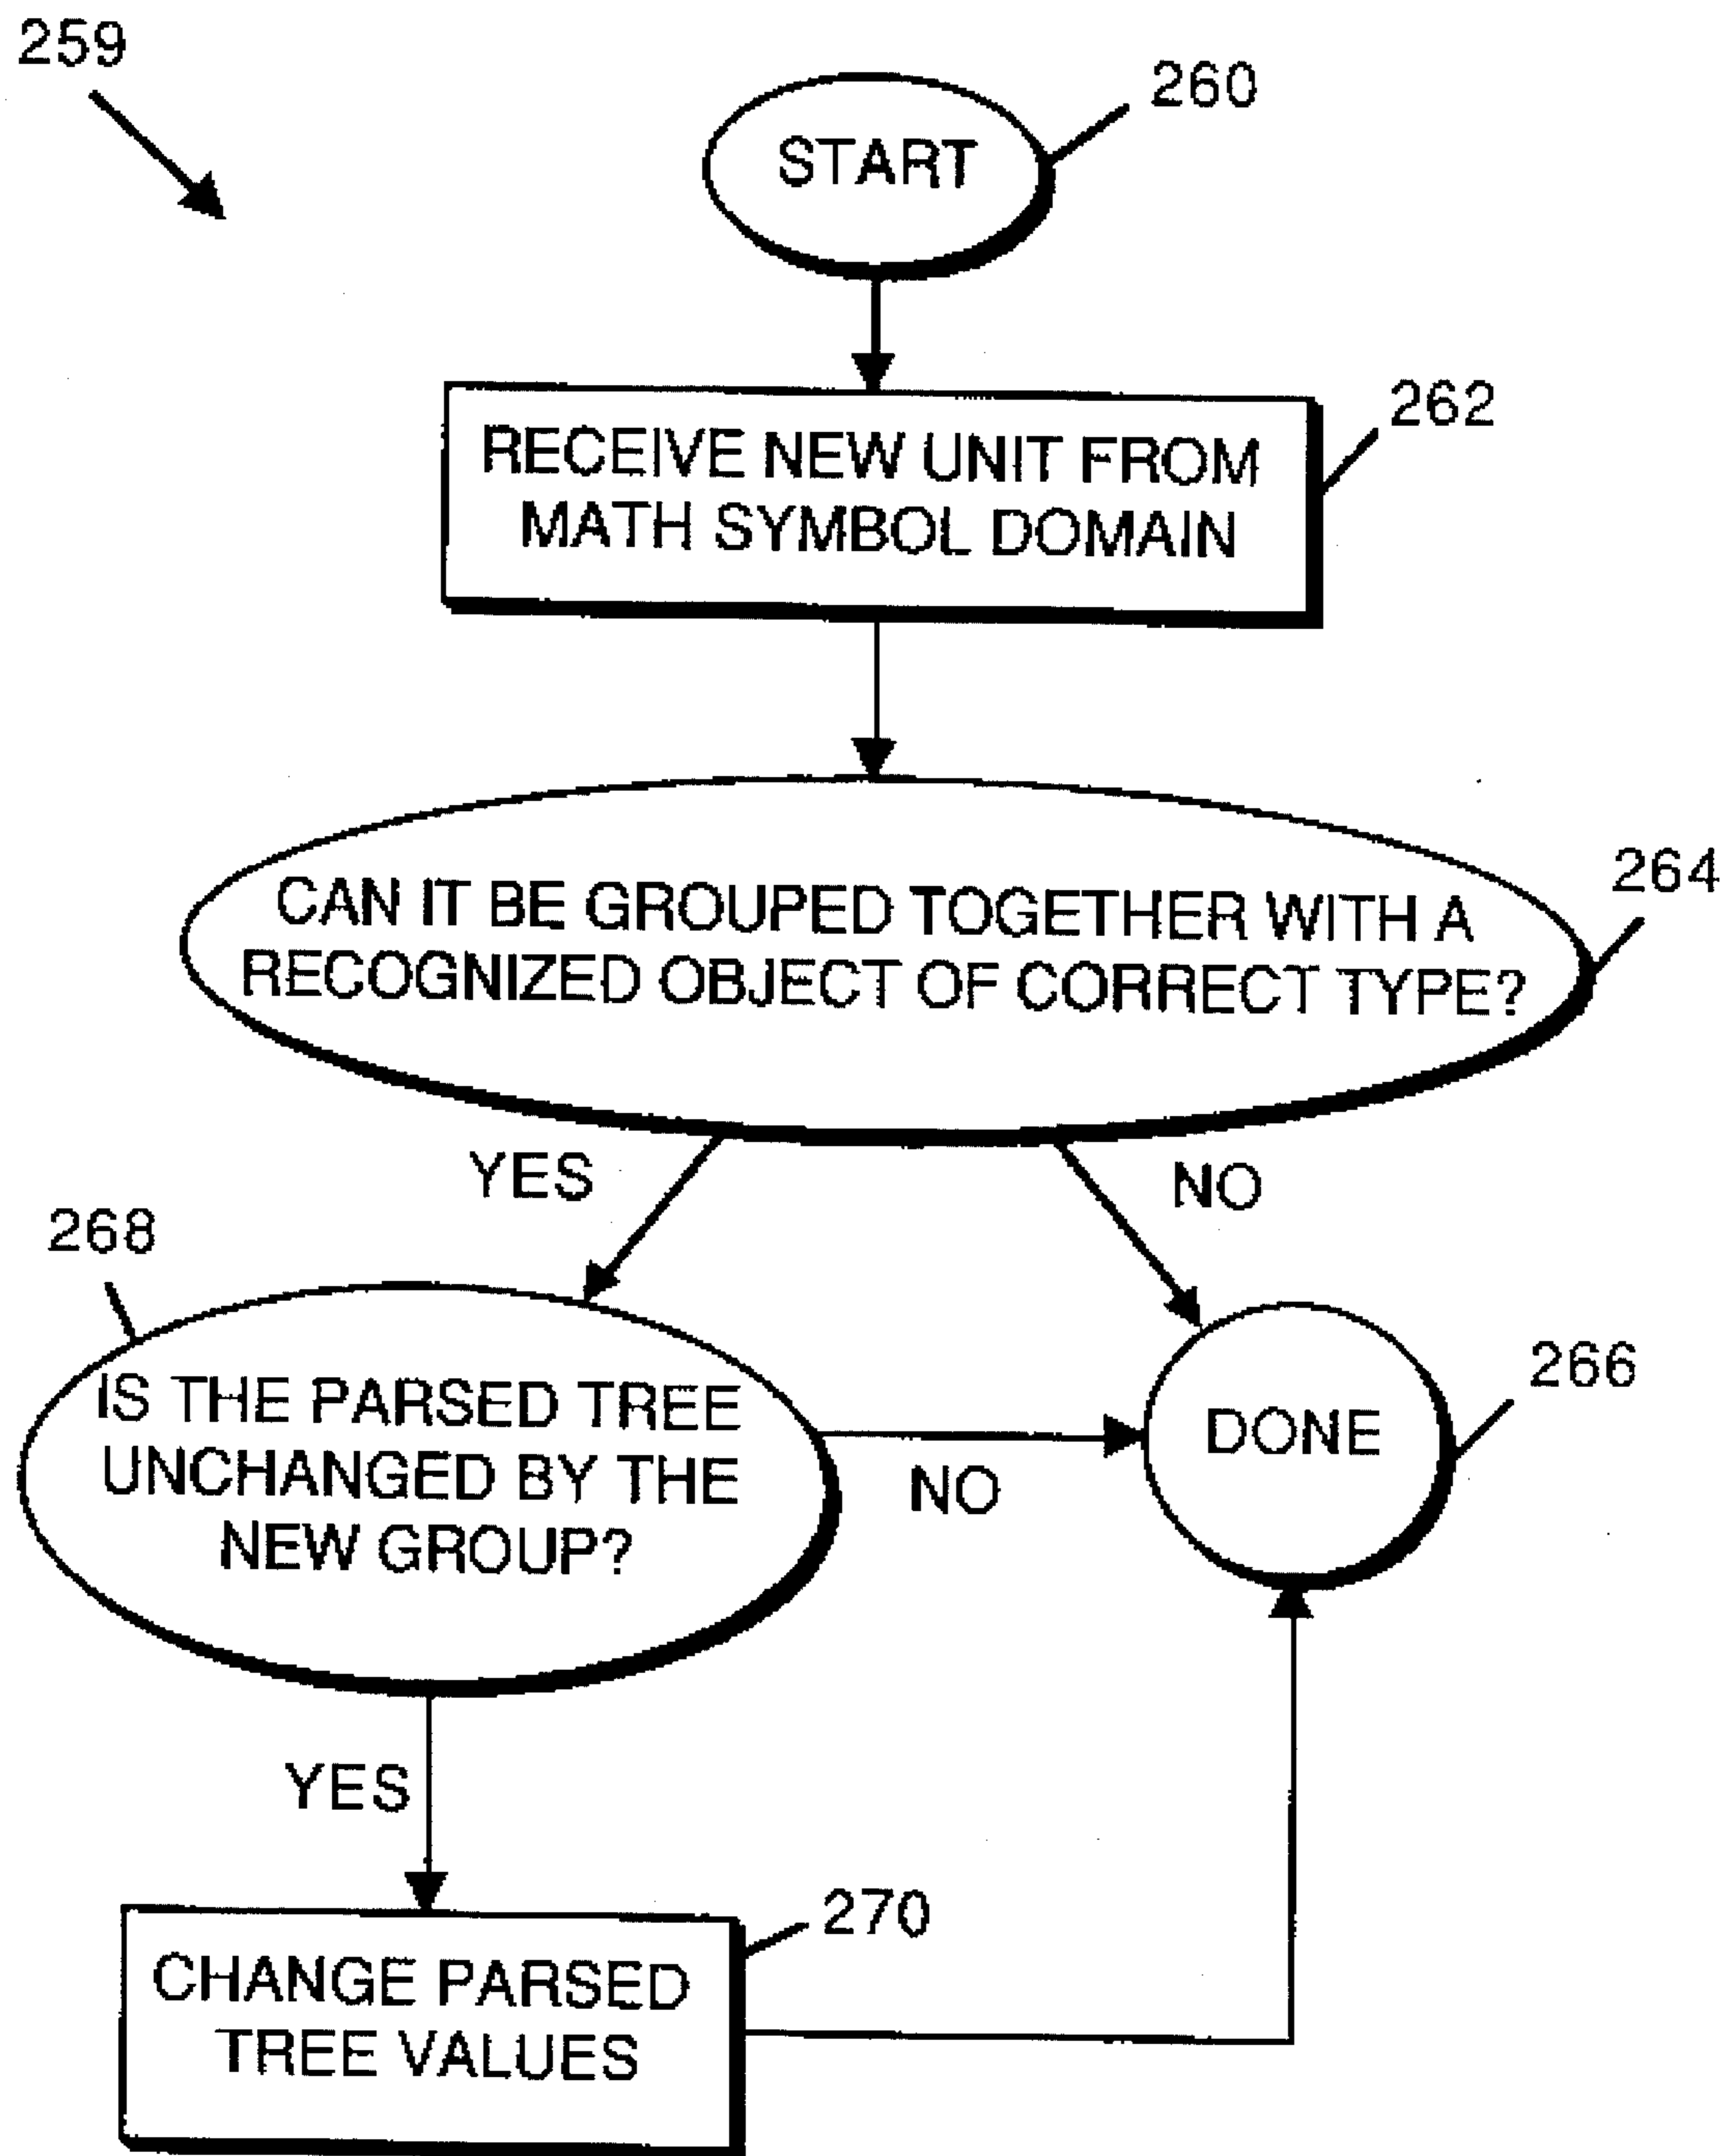 259
260
START
262
RECEIVE NEW UNIT FROM
MATH SYMBOL DOMAIN
264
CAN IT BE GROUPED TOGETHER WITH A
RECOGNIZED OBJECT OF CORRECT TYPE?
YES
NO
268
IS THE PARSED TREE
UNCHANGED BY THE
NEW GROUP?
NO
266
DONE
YES
270
CHANGE PARSED
TREE VALUES